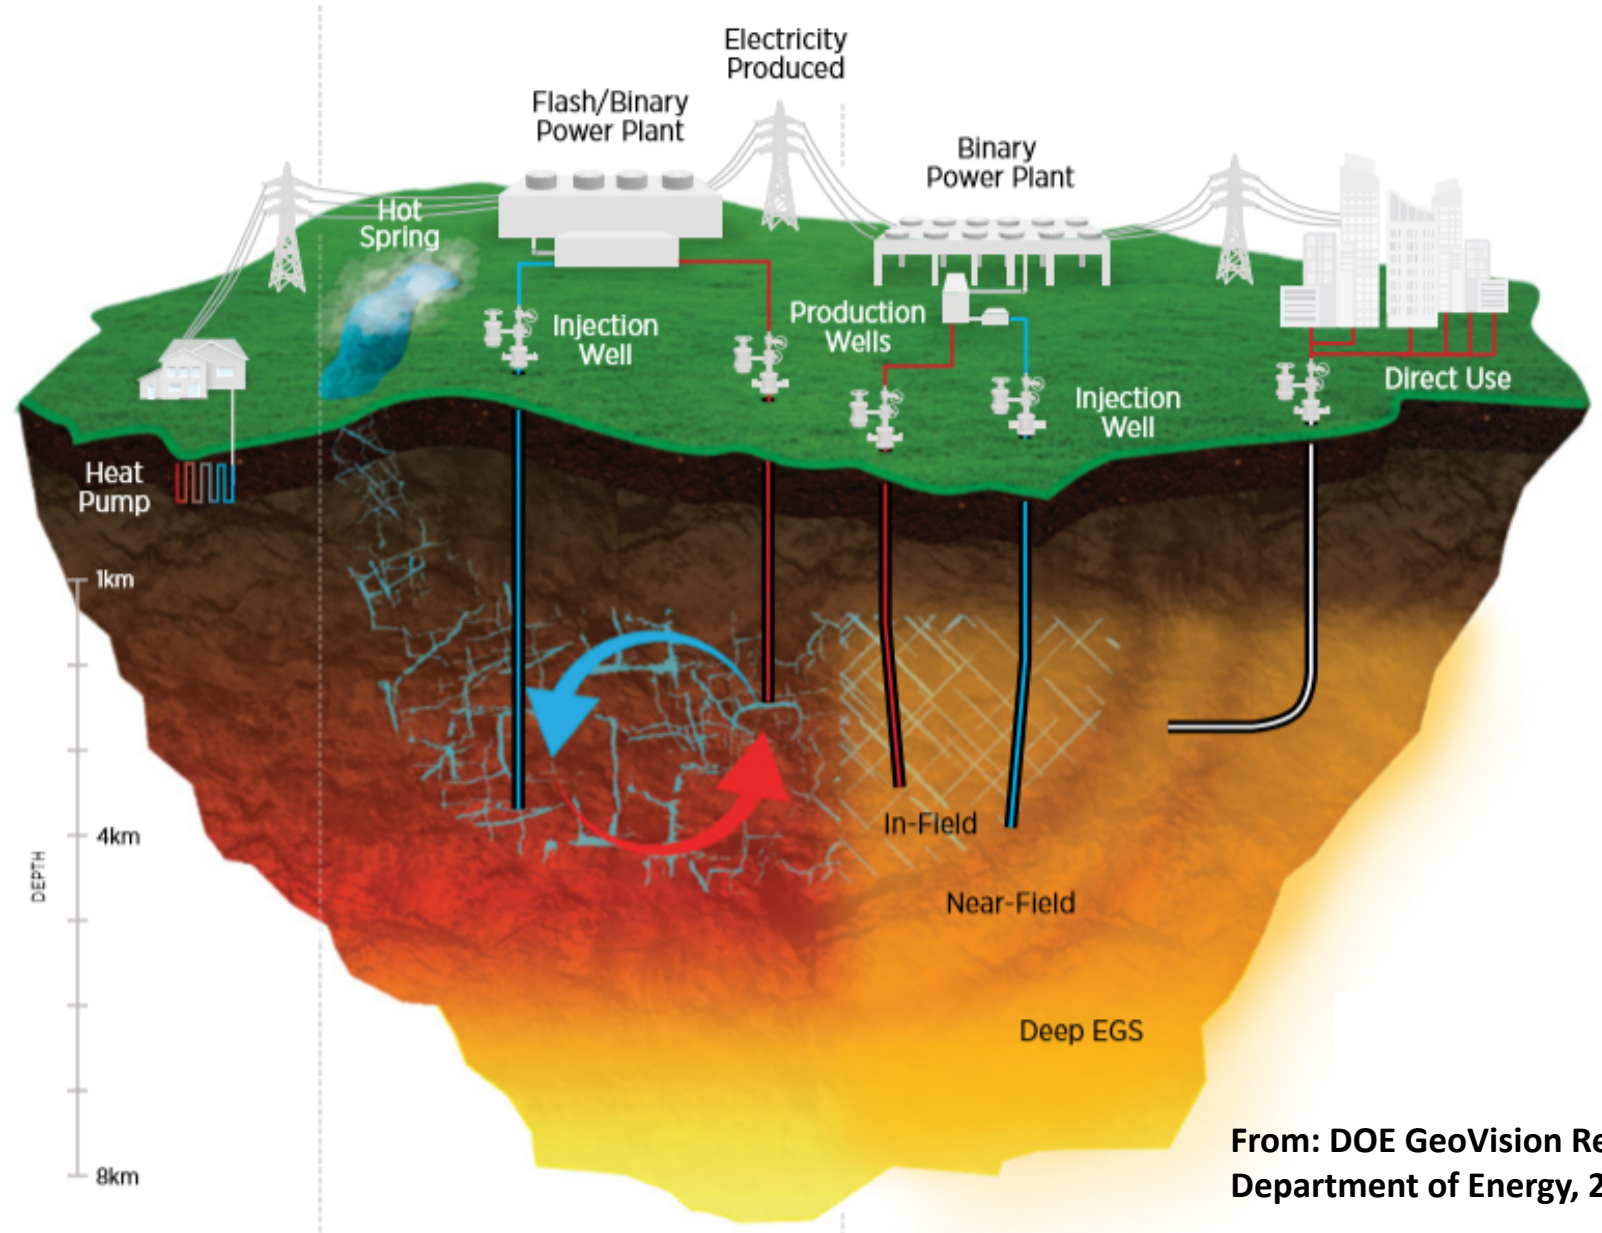 Electricity
Produced
Flash/Binary
Power Plant
Binary
Power Plant
Hot
Spring
Injection
Well
Production
Wells
Direct Use
Injection
Well
Heat
Pump
1km
4km
In-Field
DEPTH
Near-Field
Deep EGS
From: DOE GeoVision Re
Department of Energy, 2
8km